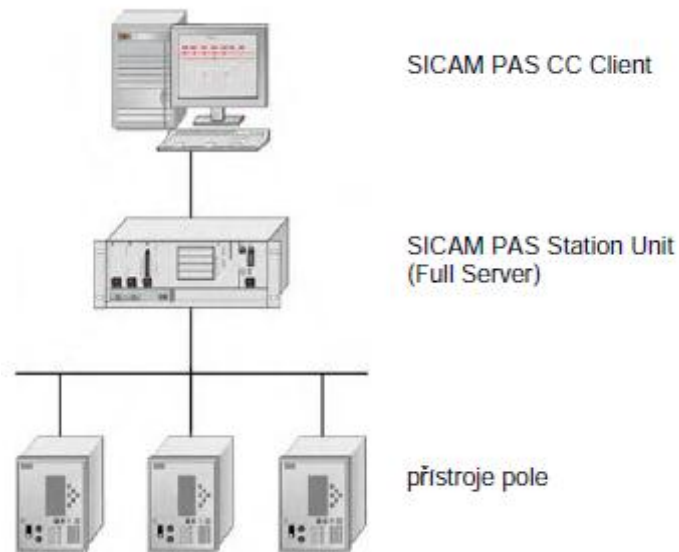 SICAM PAS CC Client
SICAM PAS Station Unit
(Full Server)
přístroje pole